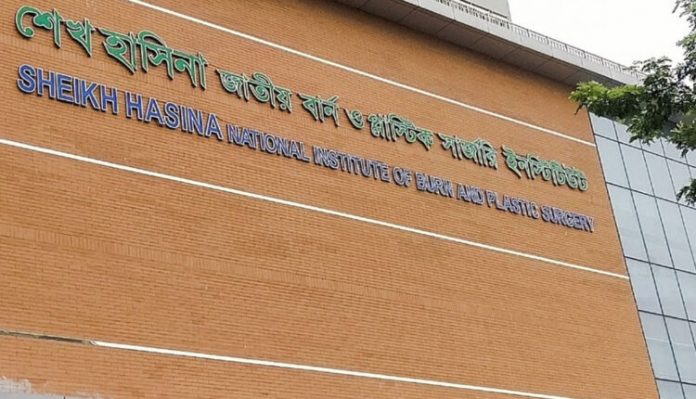 শেখ হাসিনা জাতীয় বার্ন ও প্লাস্টিক সার্জারি ইনস্টিটিউট
SHEIKH HASINA NATIONAL INSTITUTE OF BURN AND PLASTIC SURGERY